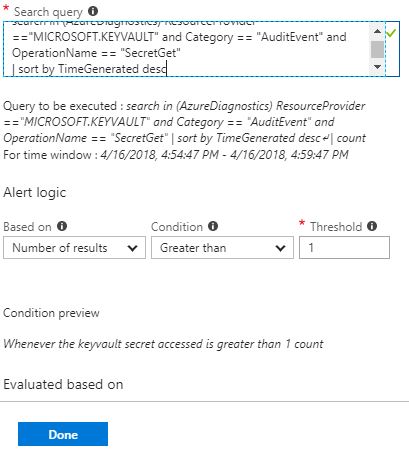 * Search query
search in (AzureDiagnostics) ResourceProvider
=="MICROSOFT.KEYVAULT" and Category == "AuditEvent" and
OperationName == "SecretGet"
| sort by TimeGenerated desc
Query to be executed : search in (AzureDiagnostics) ResourceProvider
=="MICROSOFT.KEYVAULT" and Category == "AuditEvent" and
OperationName == "SecretGet" | sort by TimeGenerated desc↵| count
For time window : 4/16/2018, 4:54:47 PM - 4/16/2018, 4:59:47 PM
Alert logic
Based on Condition * Threshold
Number of results Greater than 1
Condition preview
Whenever the keyvault secret accessed is greater than 1 count
Evaluated based on
Done